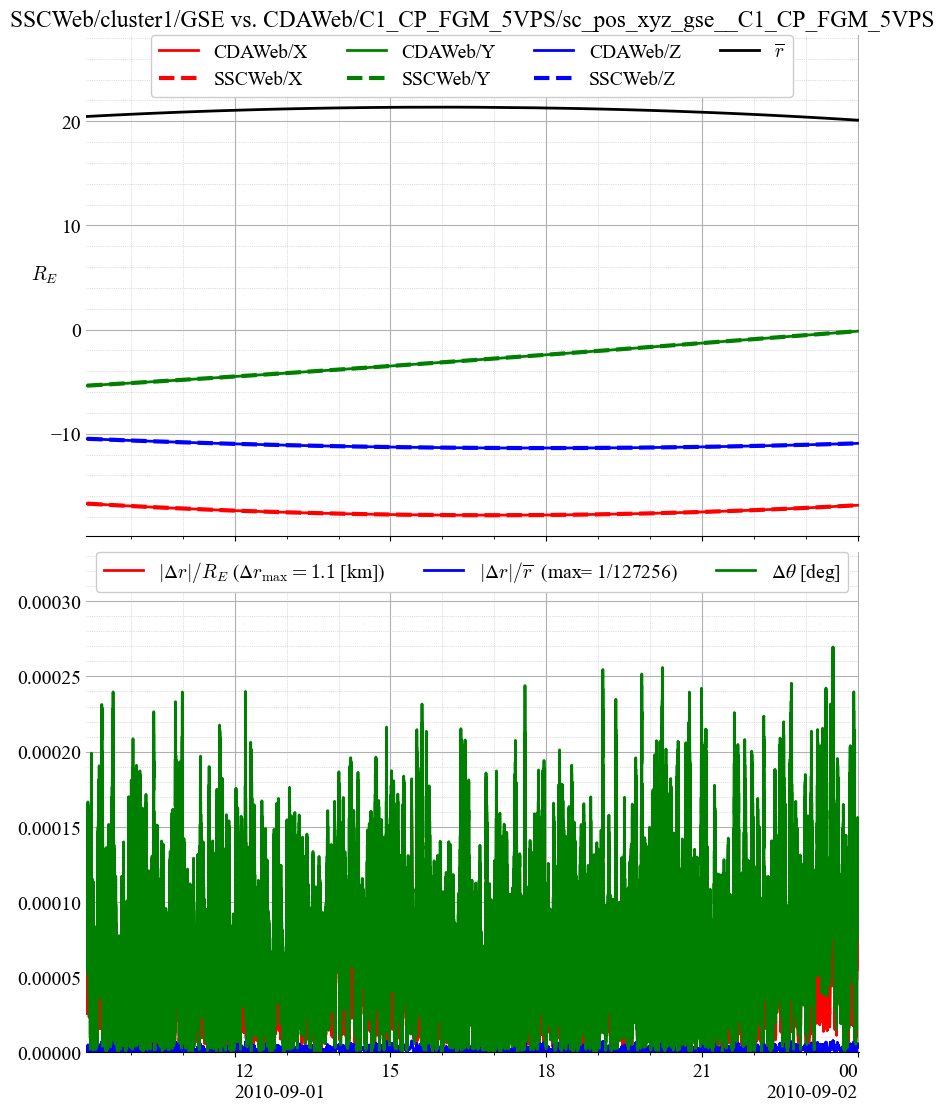 SSCWeb/cluster1/GSE vs. CDAWeb/C1_CP_FGM_5VPS/sc_pos_xyz_gse__C1_CP_FGM_5VPS
CDAWeb/X CDAWeb/Y CDAWeb/Z r̅
SSCWeb/X SSCWeb/Y SSCWeb/Z
20
10
R_E
0
−10
|Δr|/R_E (Δr_max = 1.1 [km]) |Δr|/r̅ (max= 1/127256) Δθ [deg]
0.00030
0.00025
0.00020
0.00015
0.00010
0.00005
0.00000
12 15 18 21 00
2010-09-01 2010-09-02